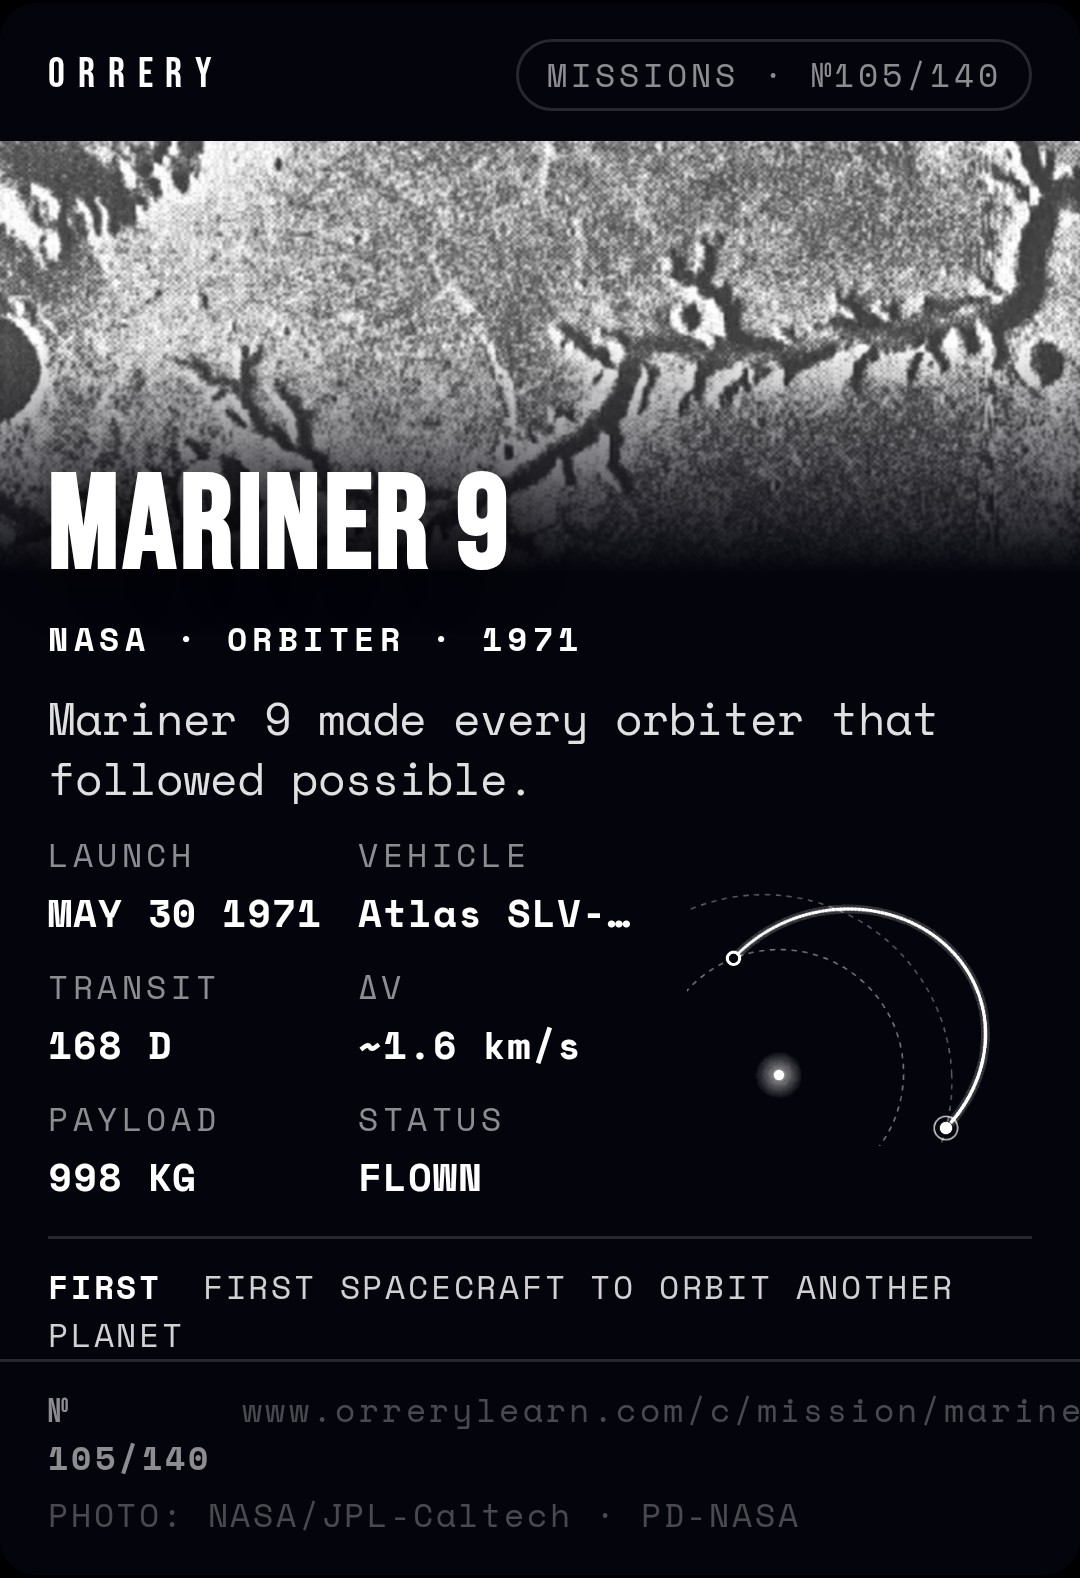 ORRERY
MISSIONS · №105/140
MARINER 9
NASA · ORBITER · 1971
Mariner 9 made every orbiter that
followed possible.
LAUNCH VEHICLE
MAY 30 1971 Atlas SLV-…
TRANSIT ΔV
168 D ~1.6 km/s
PAYLOAD STATUS
998 KG FLOWN
FIRST FIRST SPACECRAFT TO ORBIT ANOTHER
PLANET
№ www.orrerylearn.com/c/mission/marine
105/140
PHOTO: NASA/JPL-Caltech · PD-NASA